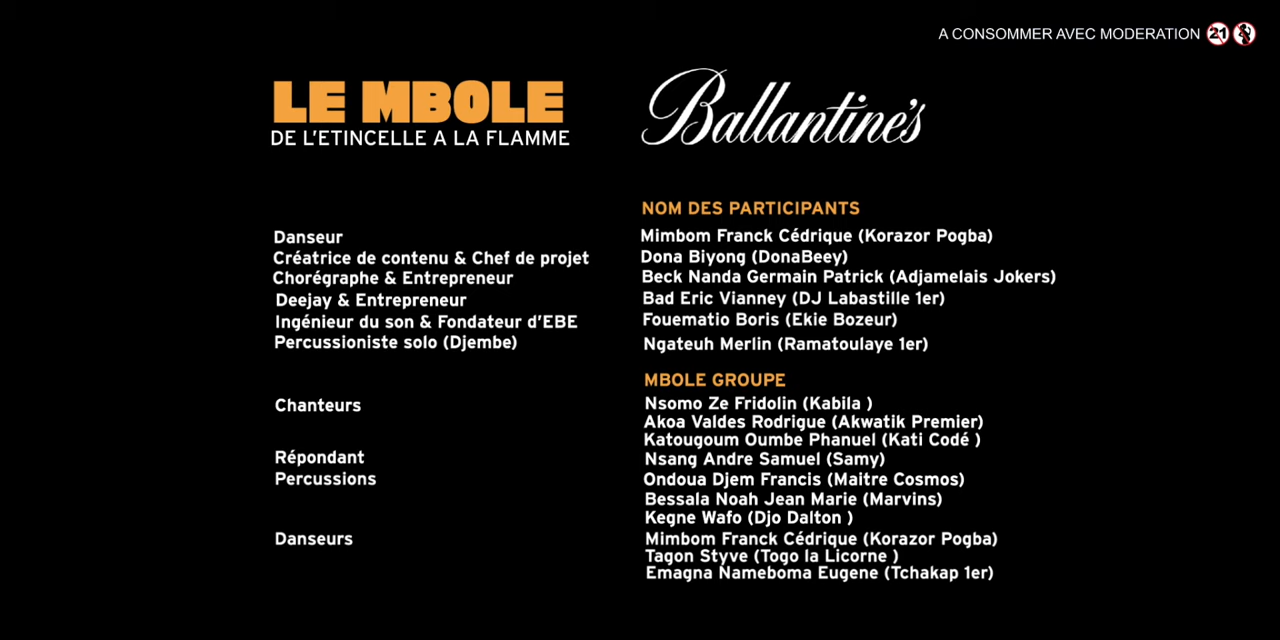 A CONSOMMER AVEC MODERATION 21
LE MBOLE
DE L'ETINCELLE A LA FLAMME
Ballantine's
NOM DES PARTICIPANTS
Danseur Mimbom Franck Cédrique (Korazor Pogba)
Créatrice de contenu & Chef de projet Dona Biyong (DonaBeey)
Chorégraphe & Entrepreneur Beck Nanda Germain Patrick (Adjamelais Jokers)
Deejay & Entrepreneur Bad Eric Vianney (DJ Labastille 1er)
Ingénieur du son & Fondateur d'EBE Fouematio Boris (Ekie Bozeur)
Percussioniste solo (Djembe) Ngateuh Merlin (Ramatoulaye 1er)
MBOLE GROUPE
Chanteurs Nsomo Ze Fridolin (Kabila )
Akoa Valdes Rodrigue (Akwatik Premier)
Katougoum Oumbe Phanuel (Kati Codé )
Répondant Nsang Andre Samuel (Samy)
Percussions Ondoua Djem Francis (Maitre Cosmos)
Bessala Noah Jean Marie (Marvins)
Kegne Wafo (Djo Dalton )
Danseurs Mimbom Franck Cédrique (Korazor Pogba)
Tagon Styve (Togo la Licorne )
Emagna Nameboma Eugene (Tchakap 1er)